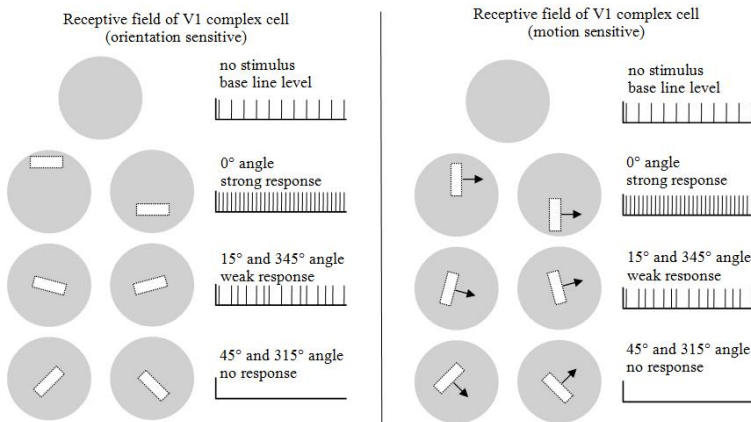 Receptive field of V1 complex cell
(orientation sensitive)
no stimulus
base line level
0° angle
strong response
15° and 345° angle
weak response
45° and 315° angle
no response
Receptive field of V1 complex cell
(motion sensitive)
no stimulus
base line level
0° angle
strong response
15° and 345° angle
weak response
45° and 315° angle
no response